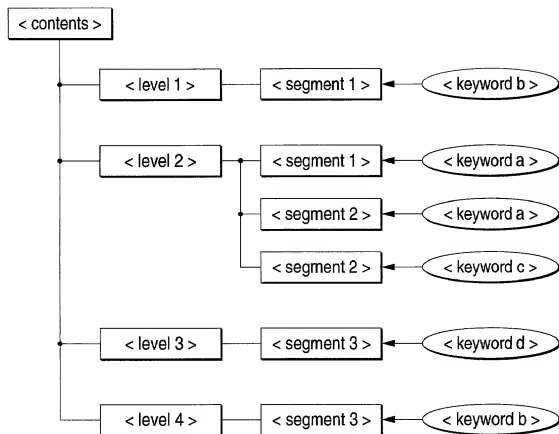 < contents >
< level 1 >
< segment 1 >
< keyword b >
< level 2 >
< segment 1 >
< keyword a >
< segment 2 >
< keyword a >
< segment 2 >
< keyword c >
< level 3 >
< segment 3 >
< keyword d >
< level 4 >
< segment 3 >
< keyword b >